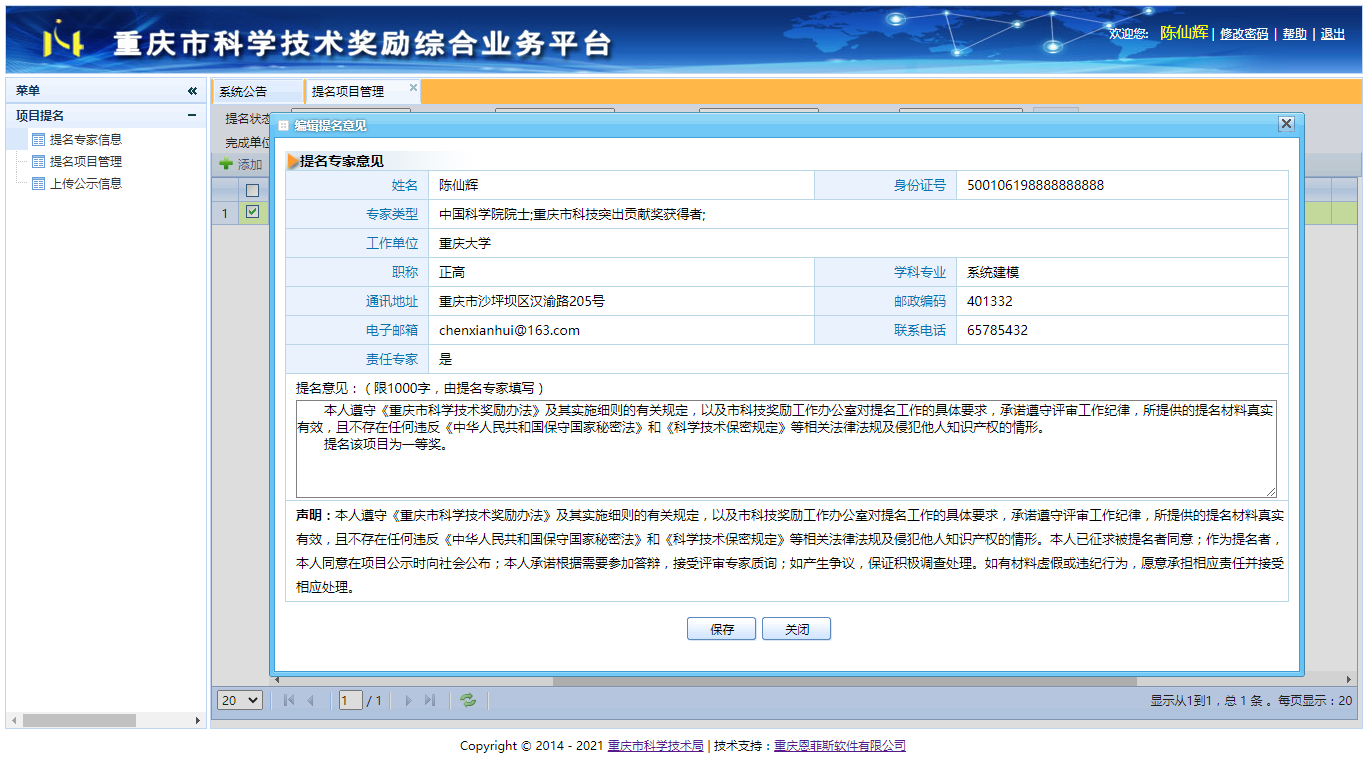 重庆市科学技术奖励综合业务平台
欢迎您: 陈仙辉 | 修改密码 | 帮助 | 退出
菜单
项目提名
提名专家信息
提名项目管理
上传公示信息
系统公告
提名项目管理
提名状态
完成单位
添加
1
编辑提名意见
提名专家意见
姓名 陈仙辉 身份证号 500106198888888888
专家类型 中国科学院院士;重庆市科技突出贡献奖获得者;
工作单位 重庆大学
职称 正高 学科专业 系统建模
通讯地址 重庆市沙坪坝区汉渝路205号 邮政编码 401332
电子邮箱 chenxianhui@163.com 联系电话 65785432
责任专家 是
提名意见：（限1000字，由提名专家填写）
本人遵守《重庆市科学技术奖励办法》及其实施细则的有关规定，以及市科技奖励工作办公室对提名工作的具体要求，承诺遵守评审工作纪律，所提供的提名材料真实
有效，且不存在任何违反《中华人民共和国保守国家秘密法》和《科学技术保密规定》等相关法律法规及侵犯他人知识产权的情形。
提名该项目为一等奖。
声明：本人遵守《重庆市科学技术奖励办法》及其实施细则的有关规定，以及市科技奖励工作办公室对提名工作的具体要求，承诺遵守评审工作纪律，所提供的提名材料真实
有效，且不存在任何违反《中华人民共和国保守国家秘密法》和《科学技术保密规定》等相关法律法规及侵犯他人知识产权的情形。本人已征求被提名者同意；作为提名者，
本人同意在项目公示时向社会公布；本人承诺根据需要参加答辩，接受评审专家质询；如产生争议，保证积极调查处理。如有材料虚假或违纪行为，愿意承担相应责任并接受
相应处理。
保存 关闭
20 1 / 1 显示从1到1，总 1 条 。每页显示：20
Copyright © 2014 - 2021 重庆市科学技术局 | 技术支持：重庆恩菲斯软件有限公司